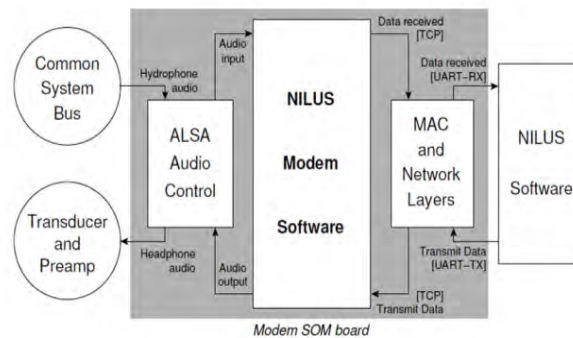 Common
System
Bus
Hydrophone
audio
Audio
input
ALSA
Audio
Control
Transducer
and
Preamp
Headphone
audio
Audio
output
NILUS
Modem
Software
Data received
[TCP]
Data received
[UART-RX]
MAC
and
Network
Layers
NILUS
Software
Transmit Data
[UART-TX]
[TCP]
Transmit Data
Modem SOM board